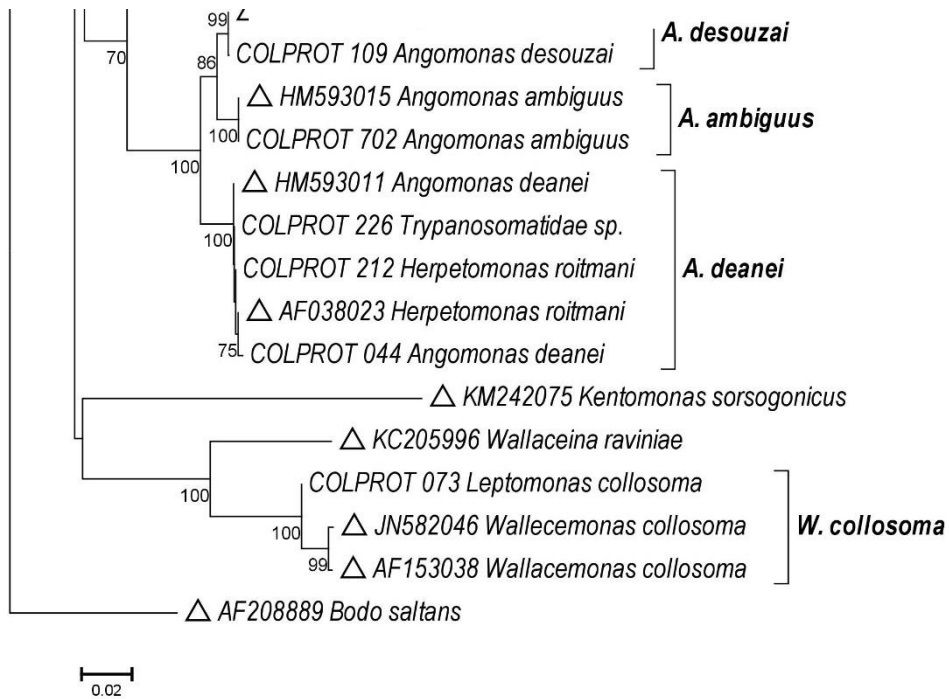 99
COLPROT 109 Angomonas desouzai
A. desouzai
70
86
HM593015 Angomonas ambiguus
A. ambiguus
100
COLPROT 702 Angomonas ambiguus
100
HM593011 Angomonas deanei
COLPROT 226 Trypanosomatidae sp.
100
COLPROT 212 Herpetomonas roitmani
A. deanei
AF038023 Herpetomonas roitmani
75
COLPROT 044 Angomonas deanei
KM242075 Kentomonas sorsogonicus
KC205996 Wallaceina raviniae
100
COLPROT 073 Leptomonas collosoma
100
JN582046 Wallecemonas collosoma
W. collosoma
99
AF153038 Wallacemonas collosoma
AF208889 Bodo saltans
0.02